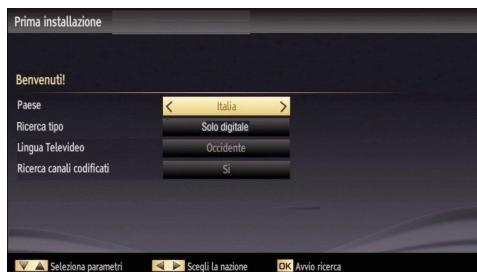 Prima installazione
Benvenuti!
Paese < Italia >
Ricerca tipo Solo digitale
Lingua Televideo Occidente
Ricerca canali codificati Si
Seleziona parametri Scegli la nazione OK Avvio ricerca